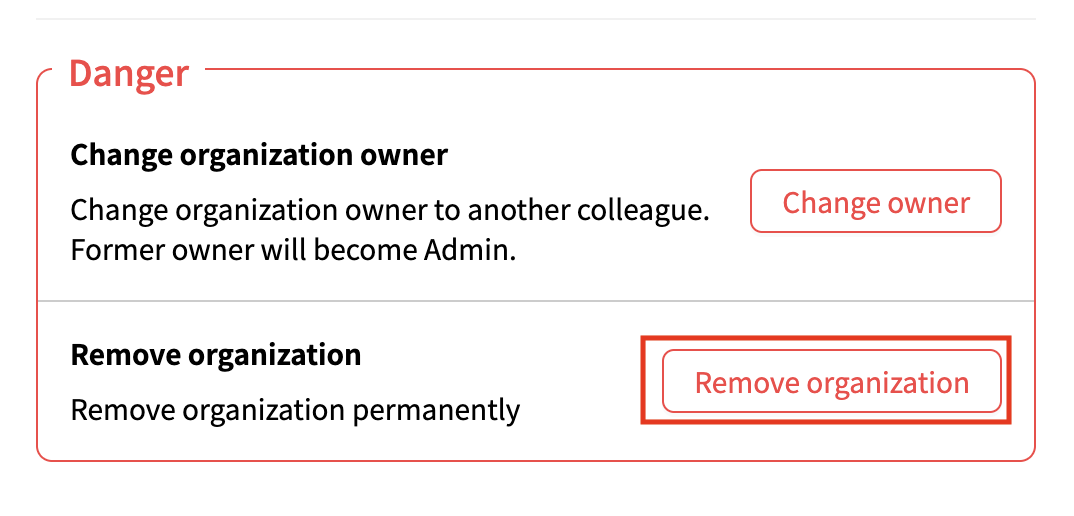 Danger
Change organization owner
Change organization owner to another colleague.
Former owner will become Admin.
Change owner
Remove organization
Remove organization permanently
Remove organization